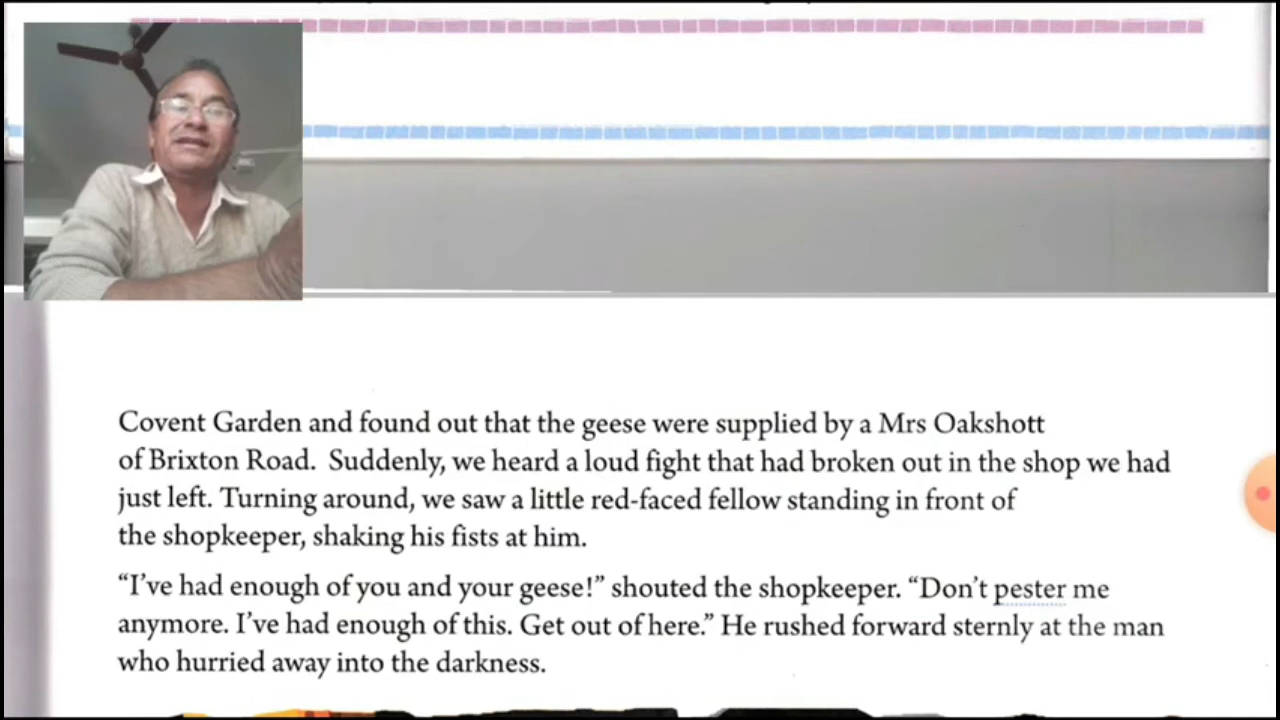 Covent Garden and found out that the geese were supplied by a Mrs Oakshott
of Brixton Road. Suddenly, we heard a loud fight that had broken out in the shop we had
just left. Turning around, we saw a little red-faced fellow standing in front of
the shopkeeper, shaking his fists at him.
“I’ve had enough of you and your geese!” shouted the shopkeeper. “Don’t pester me
anymore. I’ve had enough of this. Get out of here.” He rushed forward sternly at the man
who hurried away into the darkness.